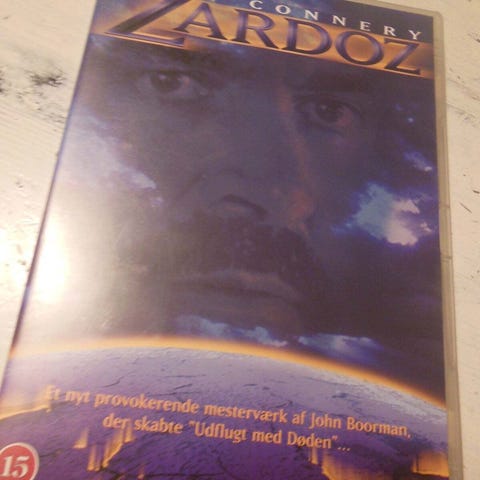 CONNERY
ZARDOZ
Et nyt provokerende mesterværk af John Boorman,
der skabte "Udflugt med Døden"...
15